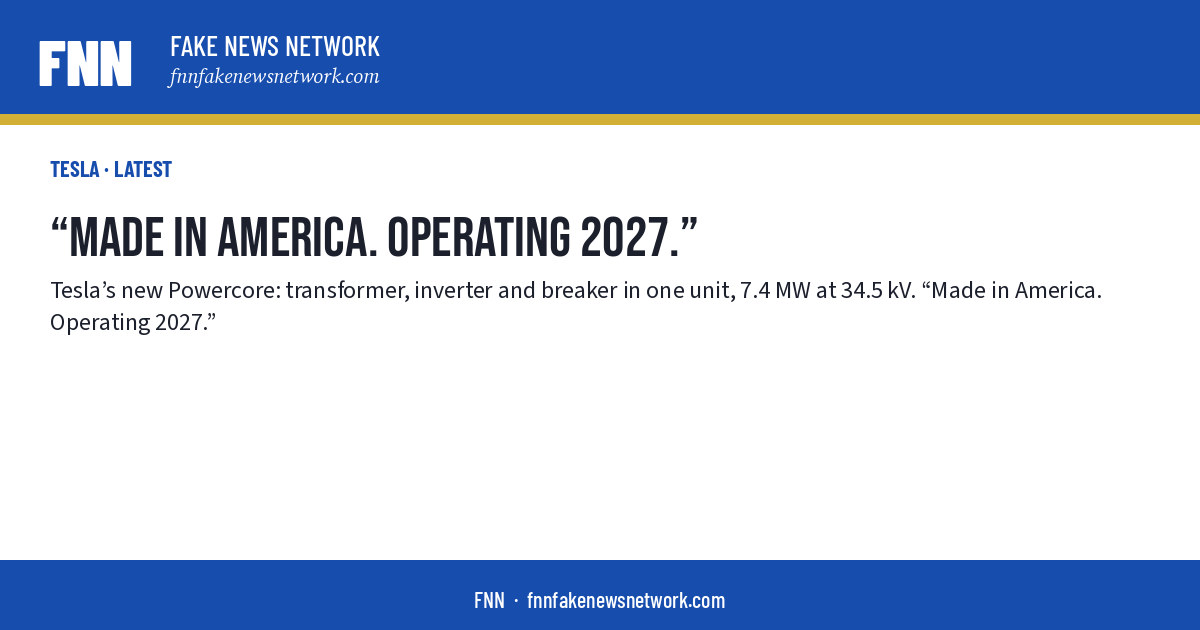 FNN
FAKE NEWS NETWORK
fnnfakenewsnetwork.com
TESLA · LATEST
“MADE IN AMERICA. OPERATING 2027.”
Tesla’s new Powercore: transformer, inverter and breaker in one unit, 7.4 MW at 34.5 kV. “Made in America.
Operating 2027.”
FNN · fnnfakenewsnetwork.com